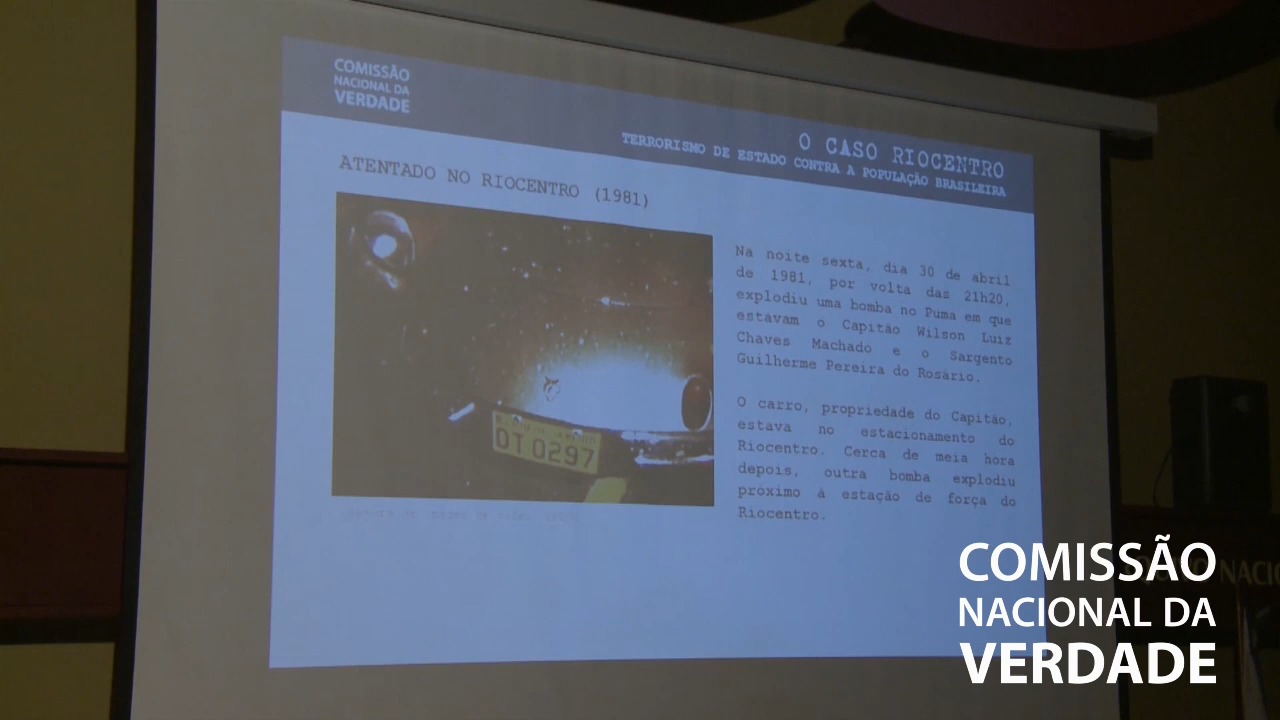 COMISSÃO
NACIONAL DA
VERDADE
O CASO RIOCENTRO
TERRORISMO DE ESTADO CONTRA A POPULAÇÃO BRASILEIRA
ATENTADO NO RIOCENTRO (1981)
OT 0297
Na noite sexta, dia 30 de abril
de 1981, por volta das 21h20,
explodiu uma bomba no Puma em que
estavam o Capitão Wilson Luiz
Chaves Machado e o Sargento
Guilherme Pereira do Rosário.
O carro, propriedade do Capitão,
estava no estacionamento do
Riocentro. Cerca de meia hora
depois, outra bomba explodiu
próximo à estação de força do
Riocentro.
NACIO
COMISSÃO
NACIONAL DA
VERDADE